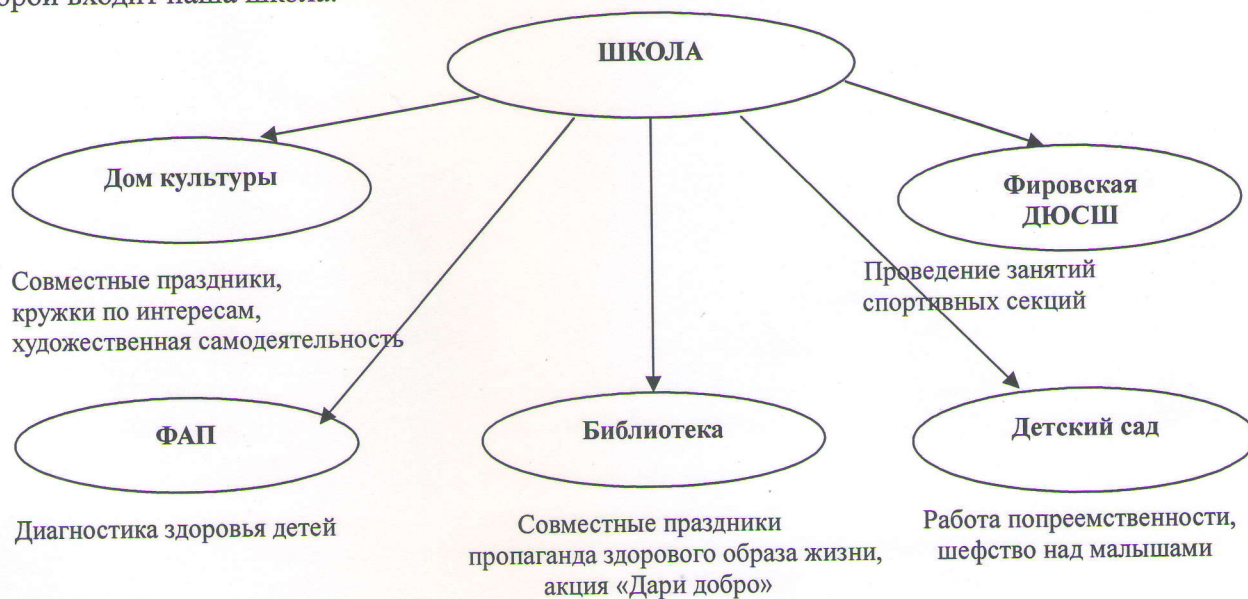 входит наша школа.
ШКОЛА
Дом культуры
Совместные праздники,
кружки по интересам,
художественная самодеятельность
Фировская
ДЮСШ
Проведение занятий
спортивных секций
ФАП
Диагностика здоровья детей
Библиотека
Совместные праздники
пропаганда здорового образа жизни,
акция «Дари добро»
Детский сад
Работа попреемственности,
шефство над малышами